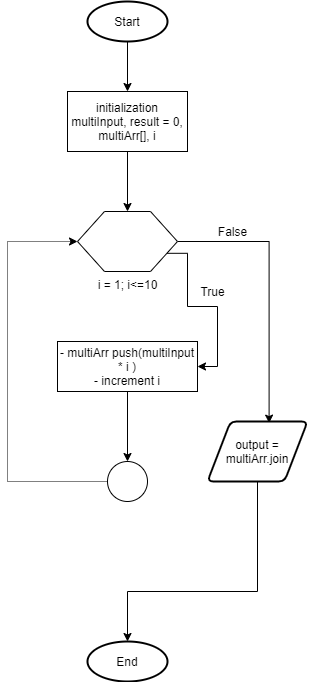 Start
initialization
multiInput, result = 0,
multiArr[], i
False
i = 1; i<=10
True
- multiArr push(multiInput
* i )
- increment i
output =
multiArr.join
End